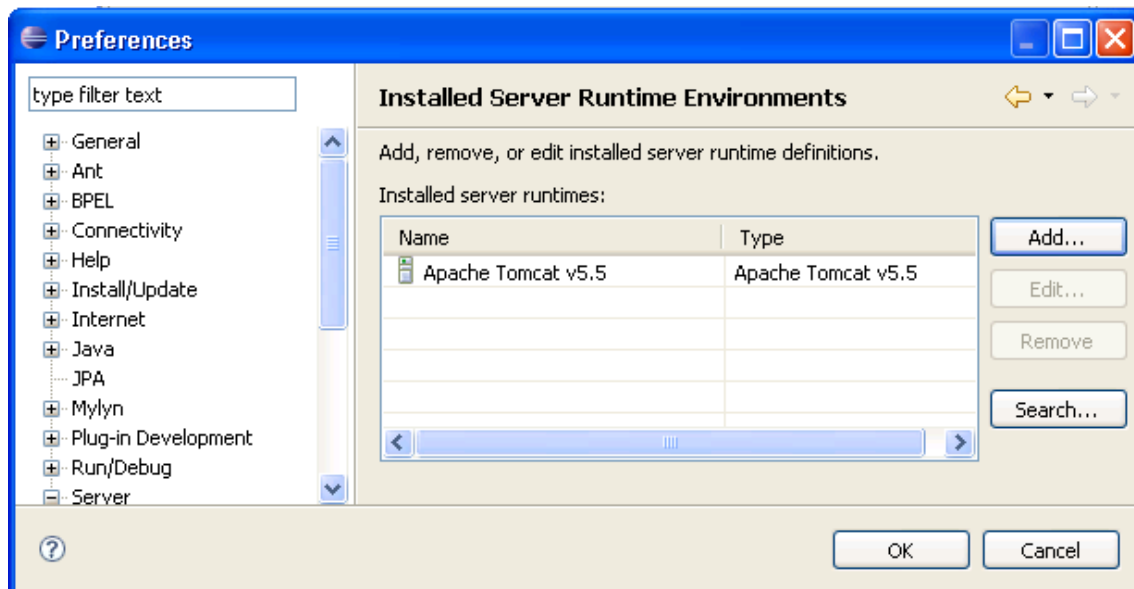 Preferences
type filter text
General
Ant
BPEL
Connectivity
Help
Install/Update
Internet
Java
JPA
Mylyn
Plug-in Development
Run/Debug
Server
Installed Server Runtime Environments
Add, remove, or edit installed server runtime definitions.
Installed server runtimes:
Name Type
Apache Tomcat v5.5 Apache Tomcat v5.5
Add...
Edit...
Remove
Search...
?
OK Cancel